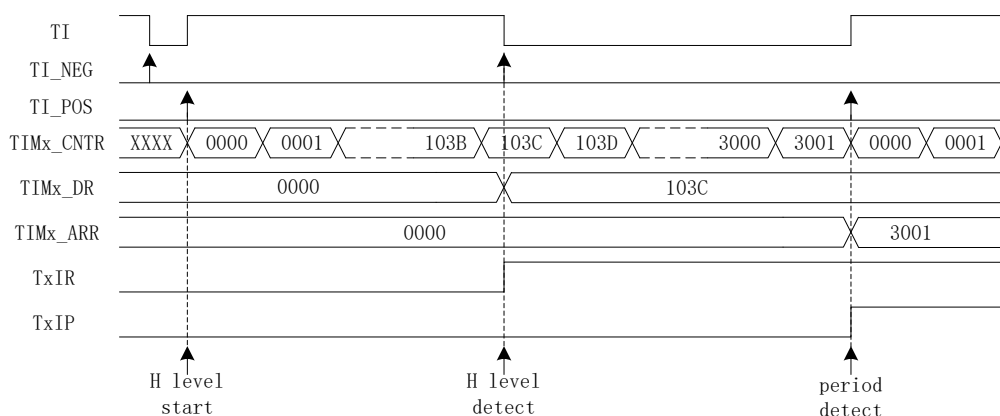 TI
TI_NEG
TI_POS
TIMx_CNTR XXXX 0000 0001 103B 103C 103D 3000 3001 0000 0001
TIMx_DR 0000 103C
TIMx_ARR 0000 3001
TxIR
TxIP
H level start
H level detect
period detect